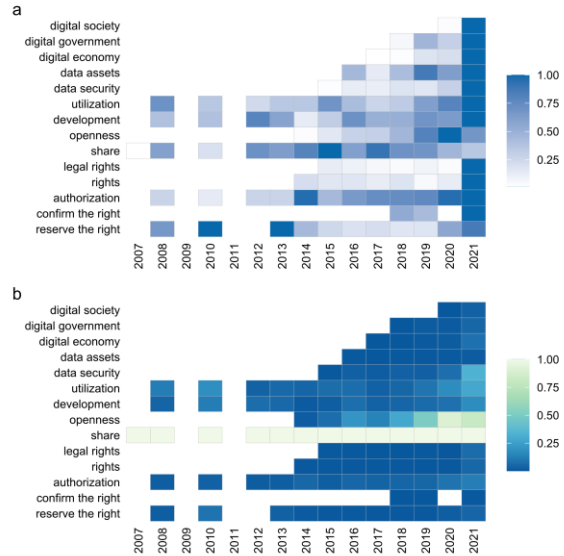 a
digital society
digital government
digital economy
data assets
data security
utilization
development
openness
share
legal rights
rights
authorization
confirm the right
reserve the right
2007 2008 2009 2010 2011 2012 2013 2014 2015 2016 2017 2018 2019 2020 2021
1.00
0.75
0.50
0.25
b
digital society
digital government
digital economy
data assets
data security
utilization
development
openness
share
legal rights
rights
authorization
confirm the right
reserve the right
2007 2008 2009 2010 2011 2012 2013 2014 2015 2016 2017 2018 2019 2020 2021
1.00
0.75
0.50
0.25